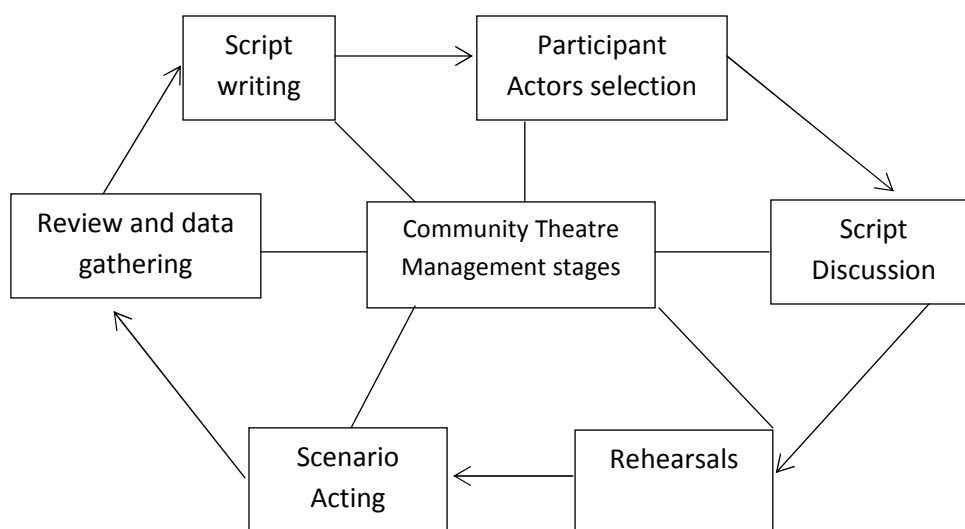 Script
writing
Participant
Actors selection
Review and data
gathering
Community Theatre
Management stages
Script
Discussion
Scenario
Acting
Rehearsals